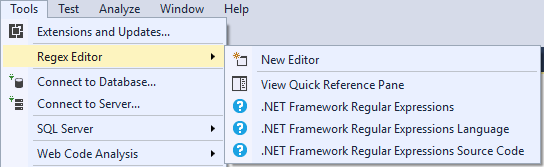 Tools Test Analyze Window Help
Extensions and Updates...
Regex Editor
Connect to Database...
Connect to Server...
SQL Server
Web Code Analysis
New Editor
View Quick Reference Pane
.NET Framework Regular Expressions
.NET Framework Regular Expressions Language
.NET Framework Regular Expressions Source Code